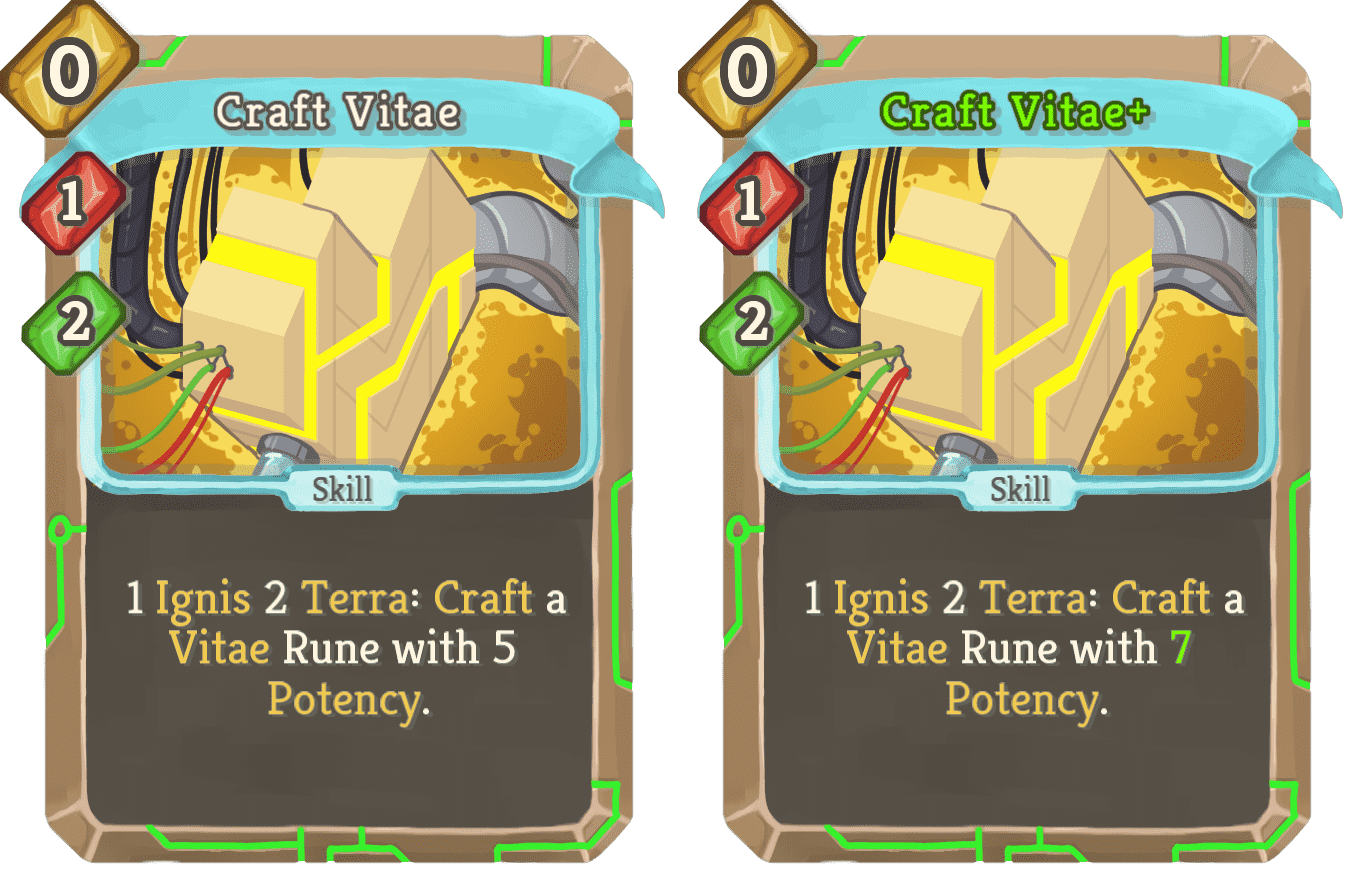 0
Craft Vitae
1
2
Skill
1 Ignis 2 Terra: Craft a
Vitae Rune with 5
Potency.
0
Craft Vitae+
1
2
Skill
1 Ignis 2 Terra: Craft a
Vitae Rune with 7
Potency.